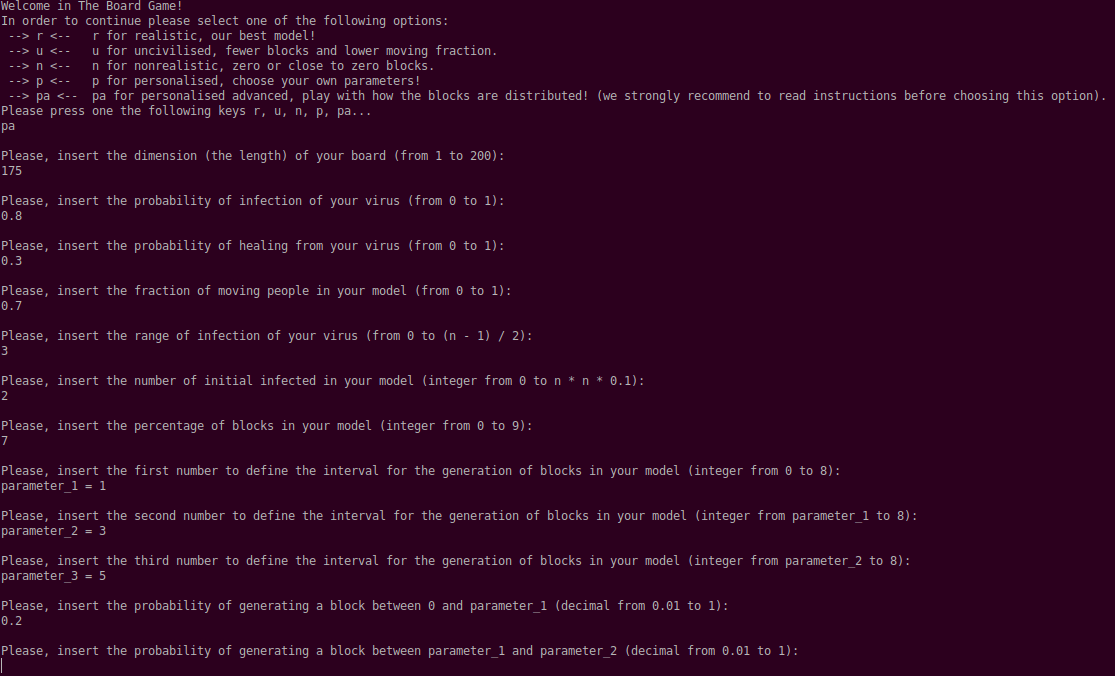 Welcome in The Board Game!
In order to continue please select one of the following options:
--> r <--   r for realistic, our best model!
--> u <--   u for uncivilised, fewer blocks and lower moving fraction.
--> n <--   n for nonrealistic, zero or close to zero blocks.
--> p <--   p for personalised, choose your own parameters!
--> pa <--  pa for personalised advanced, play with how the blocks are distributed! (we strongly recommend to read instructions before choosing this option).
Please press one the following keys r, u, n, p, pa...
pa
Please, insert the dimension (the length) of your board (from 1 to 200):
175
Please, insert the probability of infection of your virus (from 0 to 1):
0.8
Please, insert the probability of healing from your virus (from 0 to 1):
0.3
Please, insert the fraction of moving people in your model (from 0 to 1):
0.7
Please, insert the range of infection of your virus (from 0 to (n - 1) / 2):
3
Please, insert the number of initial infected in your model (integer from 0 to n * n * 0.1):
2
Please, insert the percentage of blocks in your model (integer from 0 to 9):
7
Please, insert the first number to define the interval for the generation of blocks in your model (integer from 0 to 8):
parameter_1 = 1
Please, insert the second number to define the interval for the generation of blocks in your model (integer from parameter_1 to 8):
parameter_2 = 3
Please, insert the third number to define the interval for the generation of blocks in your model (integer from parameter_2 to 8):
parameter_3 = 5
Please, insert the probability of generating a block between 0 and parameter_1 (decimal from 0.01 to 1):
0.2
Please, insert the probability of generating a block between parameter_1 and parameter_2 (decimal from 0.01 to 1):